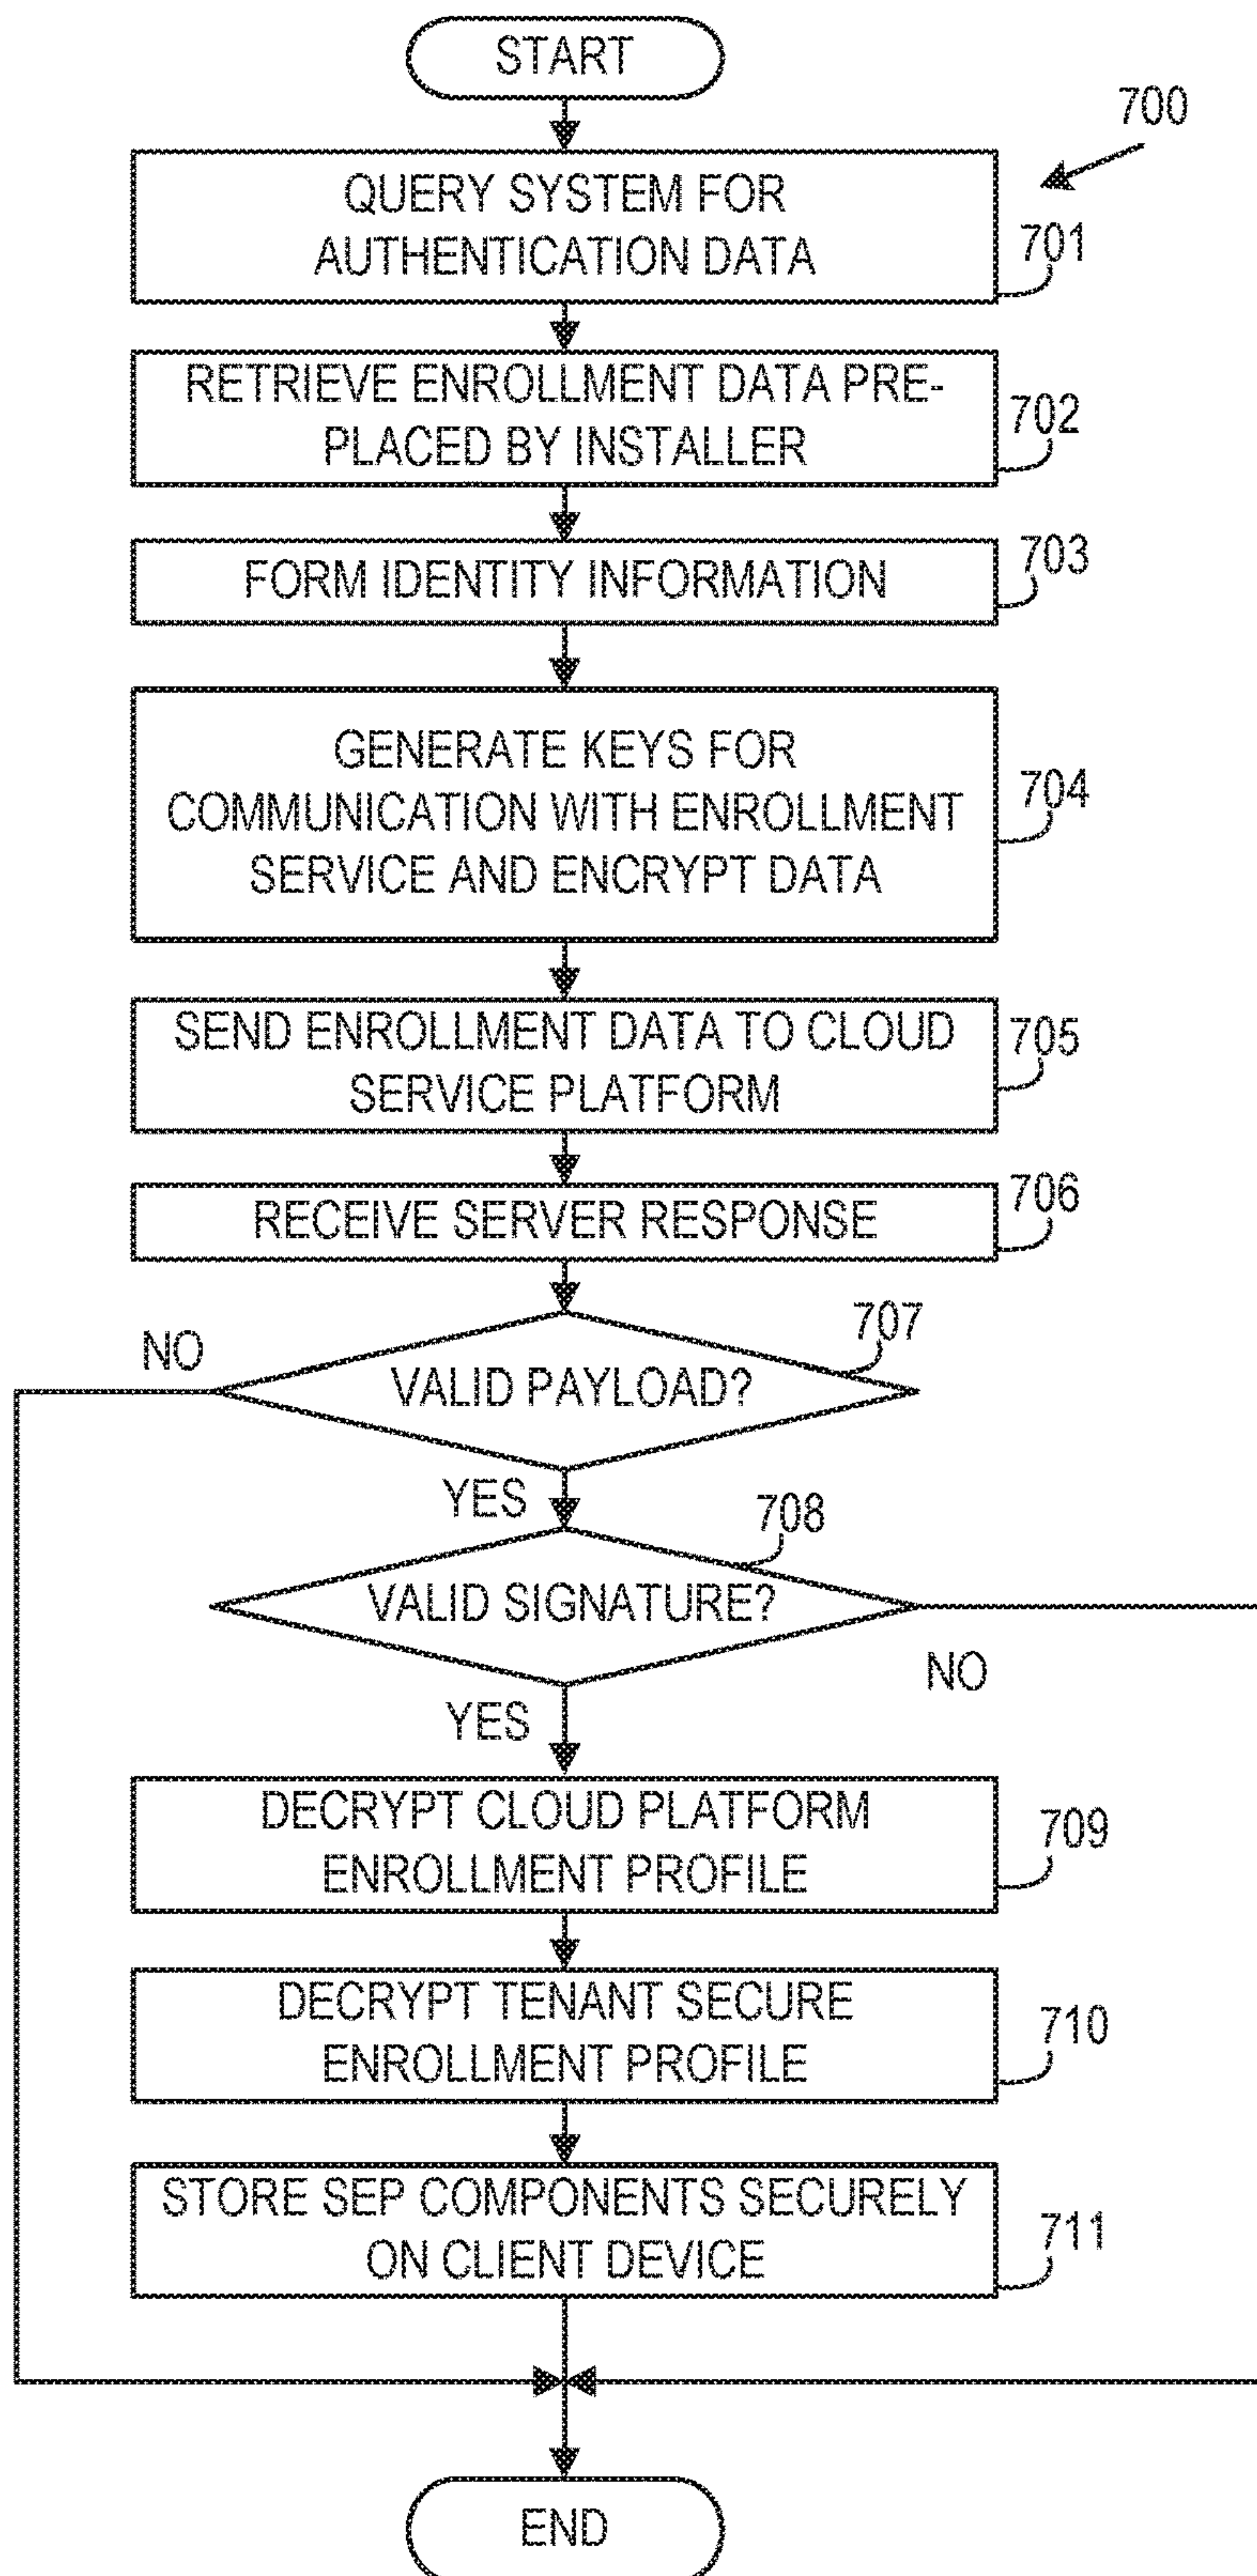 START
700
QUERY SYSTEM FOR
AUTHENTICATION DATA
701
RETRIEVE ENROLLMENT DATA PRE-
PLACED BY INSTALLER
702
FORM IDENTITY INFORMATION
703
GENERATE KEYS FOR
COMMUNICATION WITH ENROLLMENT
SERVICE AND ENCRYPT DATA
704
SEND ENROLLMENT DATA TO CLOUD
SERVICE PLATFORM
705
RECEIVE SERVER RESPONSE
706
NO
VALID PAYLOAD?
707
YES
VALID SIGNATURE?
708
NO
YES
DECRYPT CLOUD PLATFORM
ENROLLMENT PROFILE
709
DECRYPT TENANT SECURE
ENROLLMENT PROFILE
710
STORE SEP COMPONENTS SECURELY
ON CLIENT DEVICE
711
END